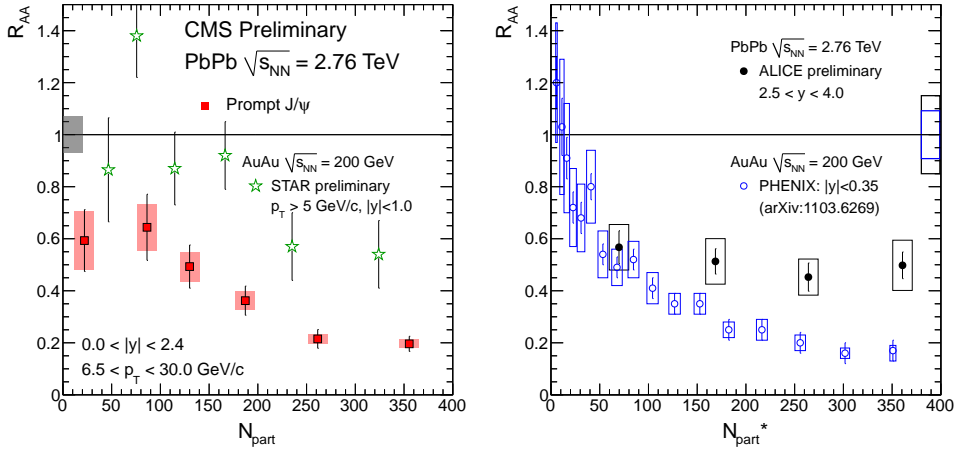 R_AA
1.4
1.2
1
0.8
0.6
0.4
0.2
0
CMS Preliminary
PbPb √s_NN = 2.76 TeV
Prompt J/ψ
AuAu √s_NN = 200 GeV
STAR preliminary
p_T > 5 GeV/c, |y|<1.0
0.0 < |y| < 2.4
6.5 < p_T < 30.0 GeV/c
0 50 100 150 200 250 300 350 400
N_part
R_AA
1.4
1.2
1
0.8
0.6
0.4
0.2
0
PbPb √s_NN = 2.76 TeV
ALICE preliminary
2.5 < y < 4.0
AuAu √s_NN = 200 GeV
PHENIX: |y|<0.35
(arXiv:1103.6269)
0 50 100 150 200 250 300 350 400
N_part*